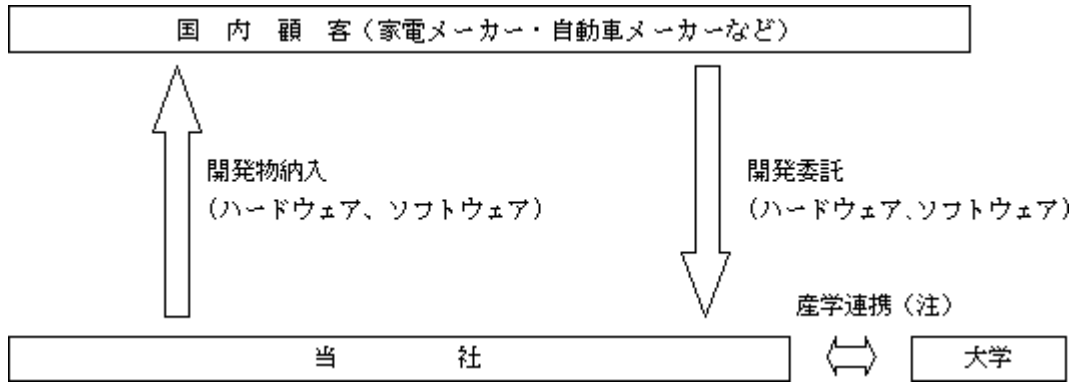 国内顧客（家電メーカー・自動車メーカーなど）
開発物納入
（ハードウェア、ソフトウェア）
開発委託
（ハードウェア、ソフトウェア）
産学連携（注）
当社
大学